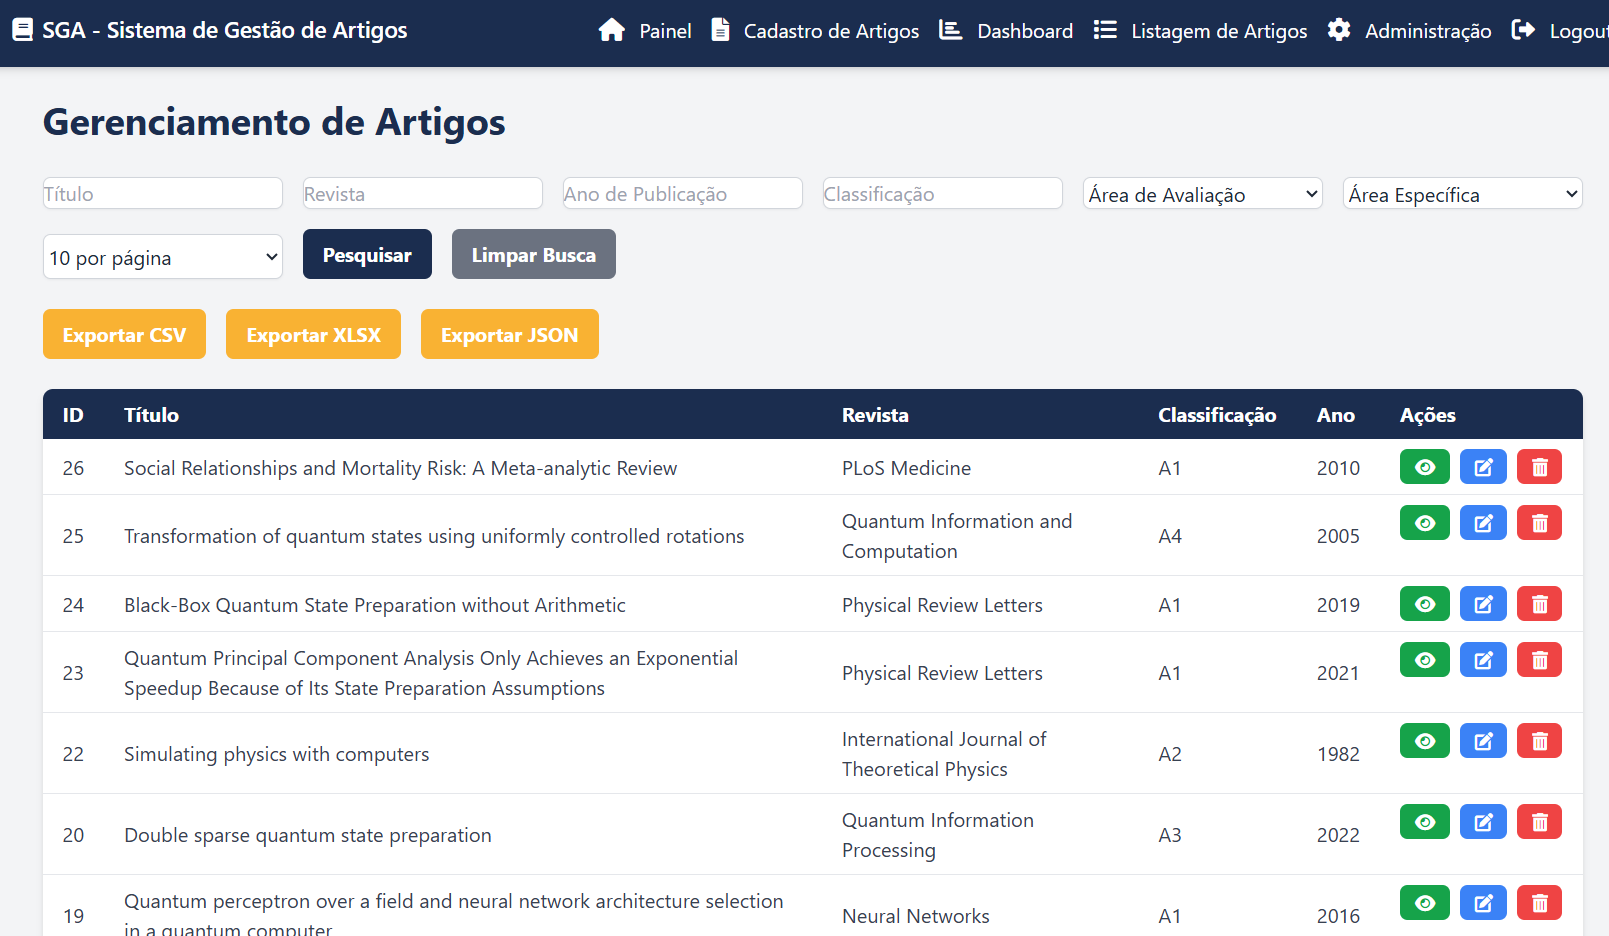 SGA - Sistema de Gestão de Artigos
Painel
Cadastro de Artigos
Dashboard
Listagem de Artigos
Administração
Logout
Gerenciamento de Artigos
Título
Revista
Ano de Publicação
Classificação
Área de Avaliação
Área Específica
10 por página
Pesquisar
Limpar Busca
Exportar CSV
Exportar XLSX
Exportar JSON
ID Título Revista Classificação Ano Ações
26 Social Relationships and Mortality Risk: A Meta-analytic Review PLoS Medicine A1 2010
25 Transformation of quantum states using uniformly controlled rotations Quantum Information and
Computation A4 2005
24 Black-Box Quantum State Preparation without Arithmetic Physical Review Letters A1 2019
23 Quantum Principal Component Analysis Only Achieves an Exponential
Speedup Because of Its State Preparation Assumptions Physical Review Letters A1 2021
22 Simulating physics with computers International Journal of
Theoretical Physics A2 1982
20 Double sparse quantum state preparation Quantum Information
Processing A3 2022
19 Quantum perceptron over a field and neural network architecture selection
in a quantum computer Neural Networks A1 2016